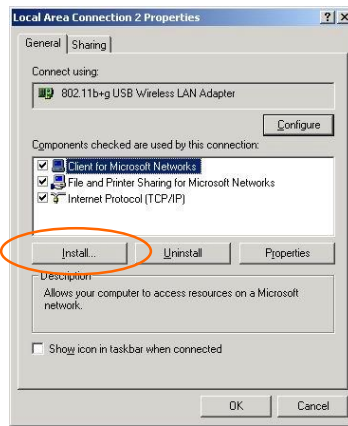 Local Area Connection 2 Properties
General Sharing
Connect using:
802.11b+g USB Wireless LAN Adapter
Configure
Components checked are used by this connection:
Client for Microsoft Networks
File and Printer Sharing for Microsoft Networks
Internet Protocol (TCP/IP)
Install... Uninstall Properties
Description
Allows your computer to access resources on a Microsoft
network.
Show icon in taskbar when connected
OK Cancel